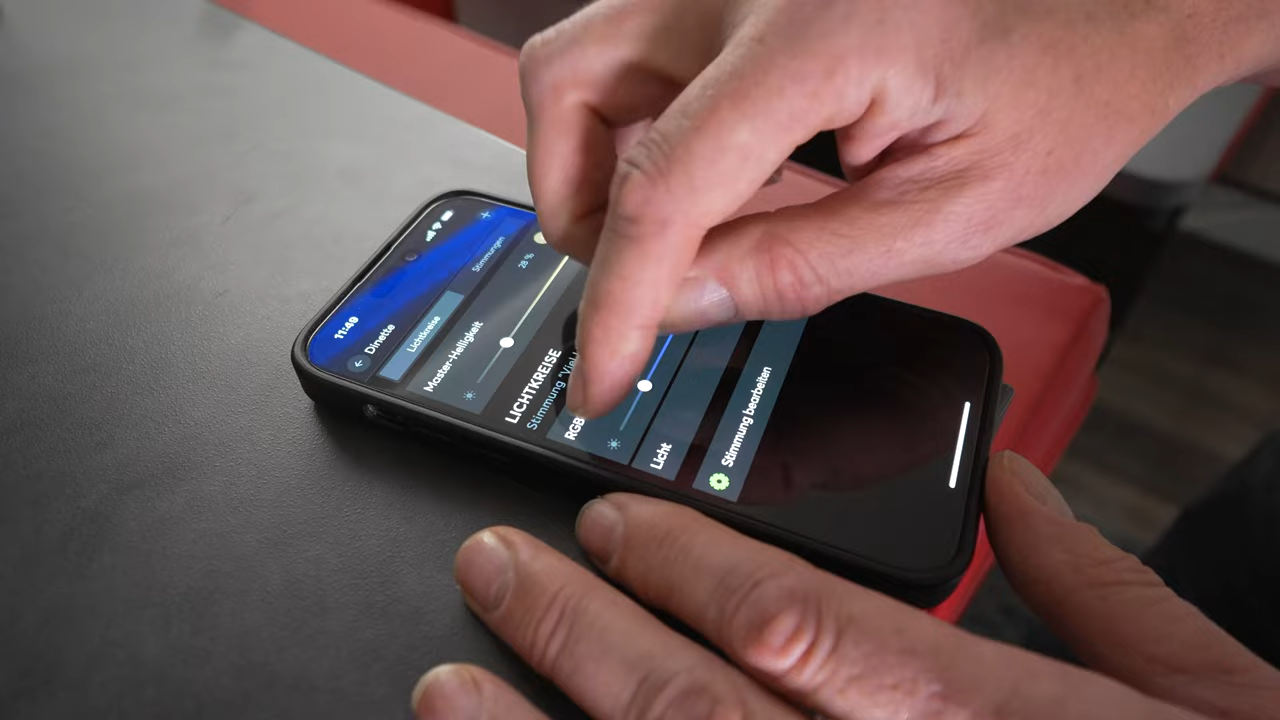 11:49
Dinette
Lichtkreise
Stimmungen
Master-Helligkeit
28 %
LICHTKREISE
Stimmung
RGB
Licht
Stimmung bearbeiten